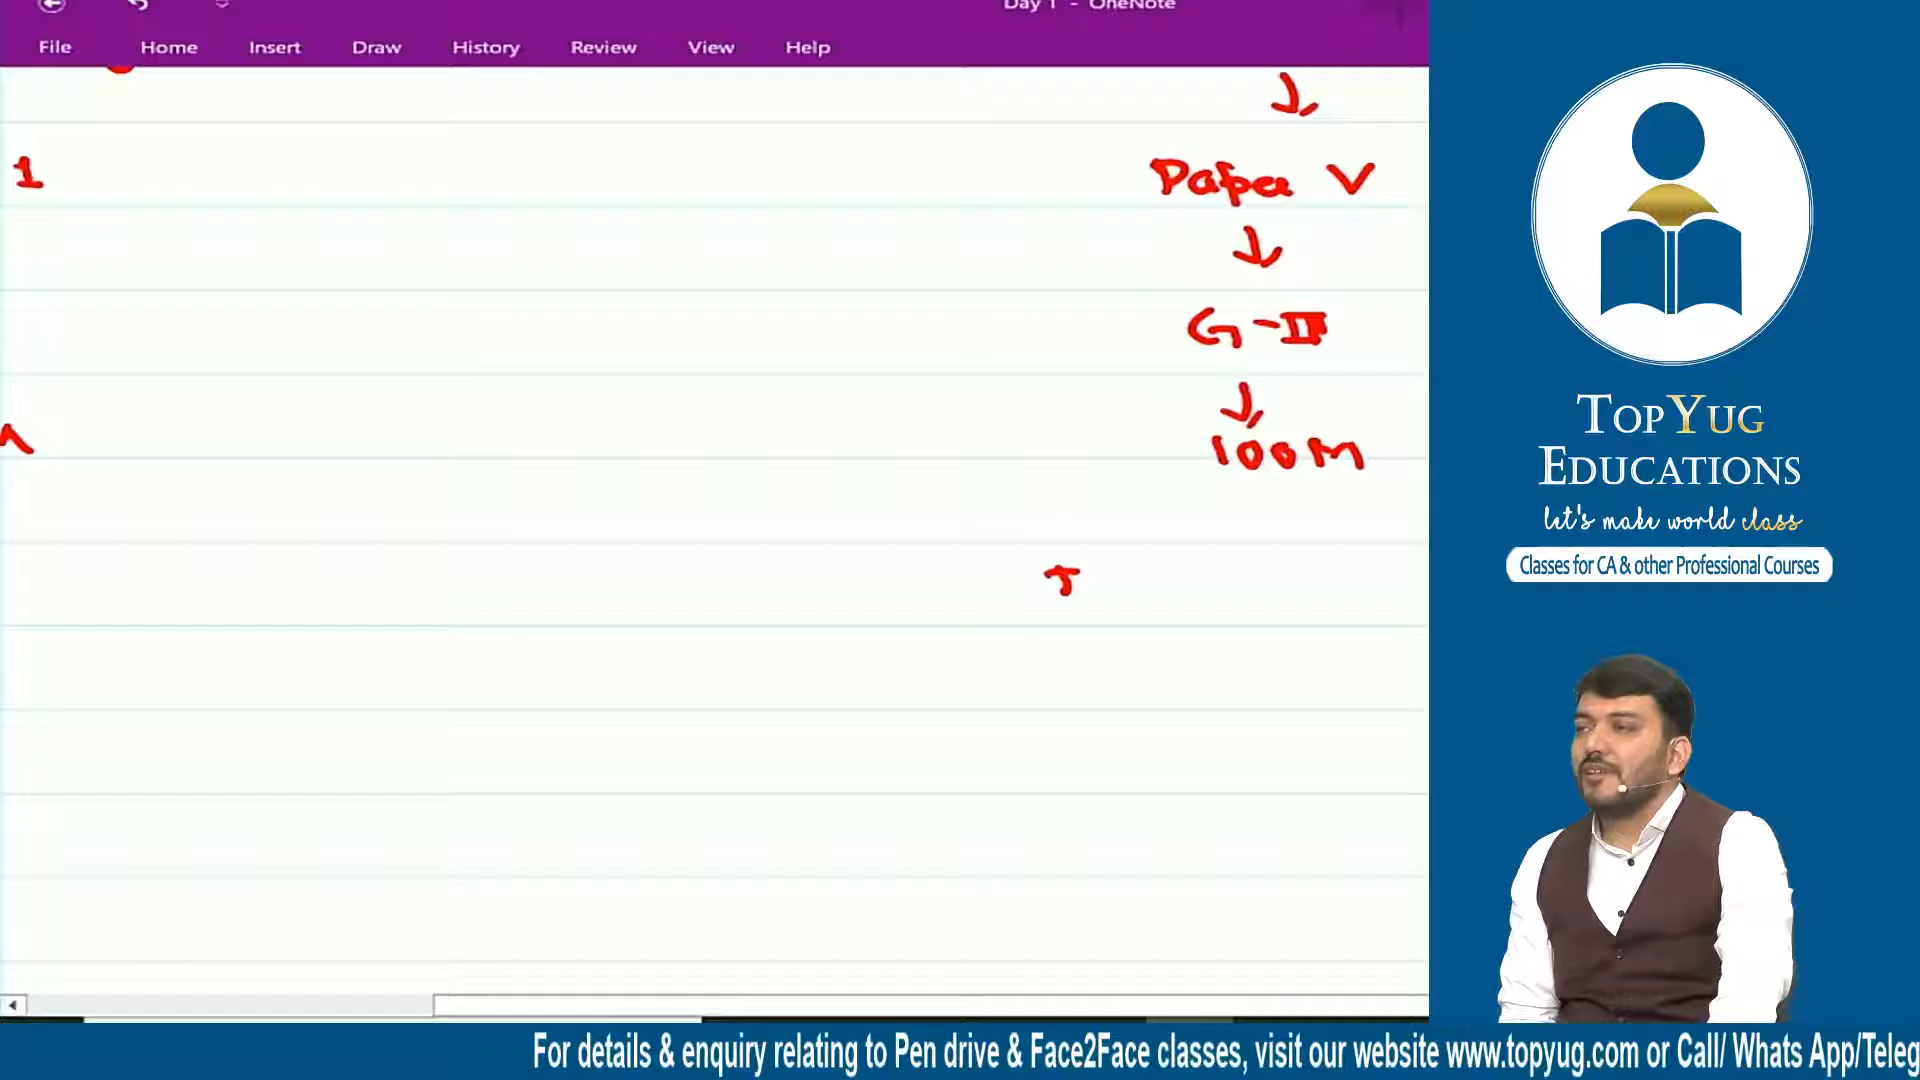 Day 1 - OneNote
File Home Insert Draw History Review View Help
1
Paper V
G-II
100M
TOPYUG
EDUCATIONS
let's make world class
Classes for CA & other Professional Courses
For details & enquiry relating to Pen drive & Face2Face classes, visit our website www.topyug.com or Call/ Whats App/Teleg